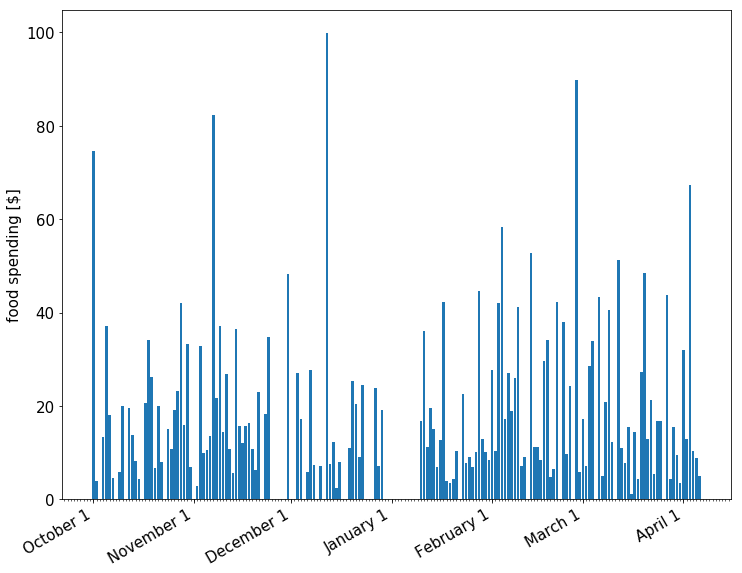 food spending [$]
100
80
60
40
20
0
October 1
November 1
December 1
January 1
February 1
March 1
April 1